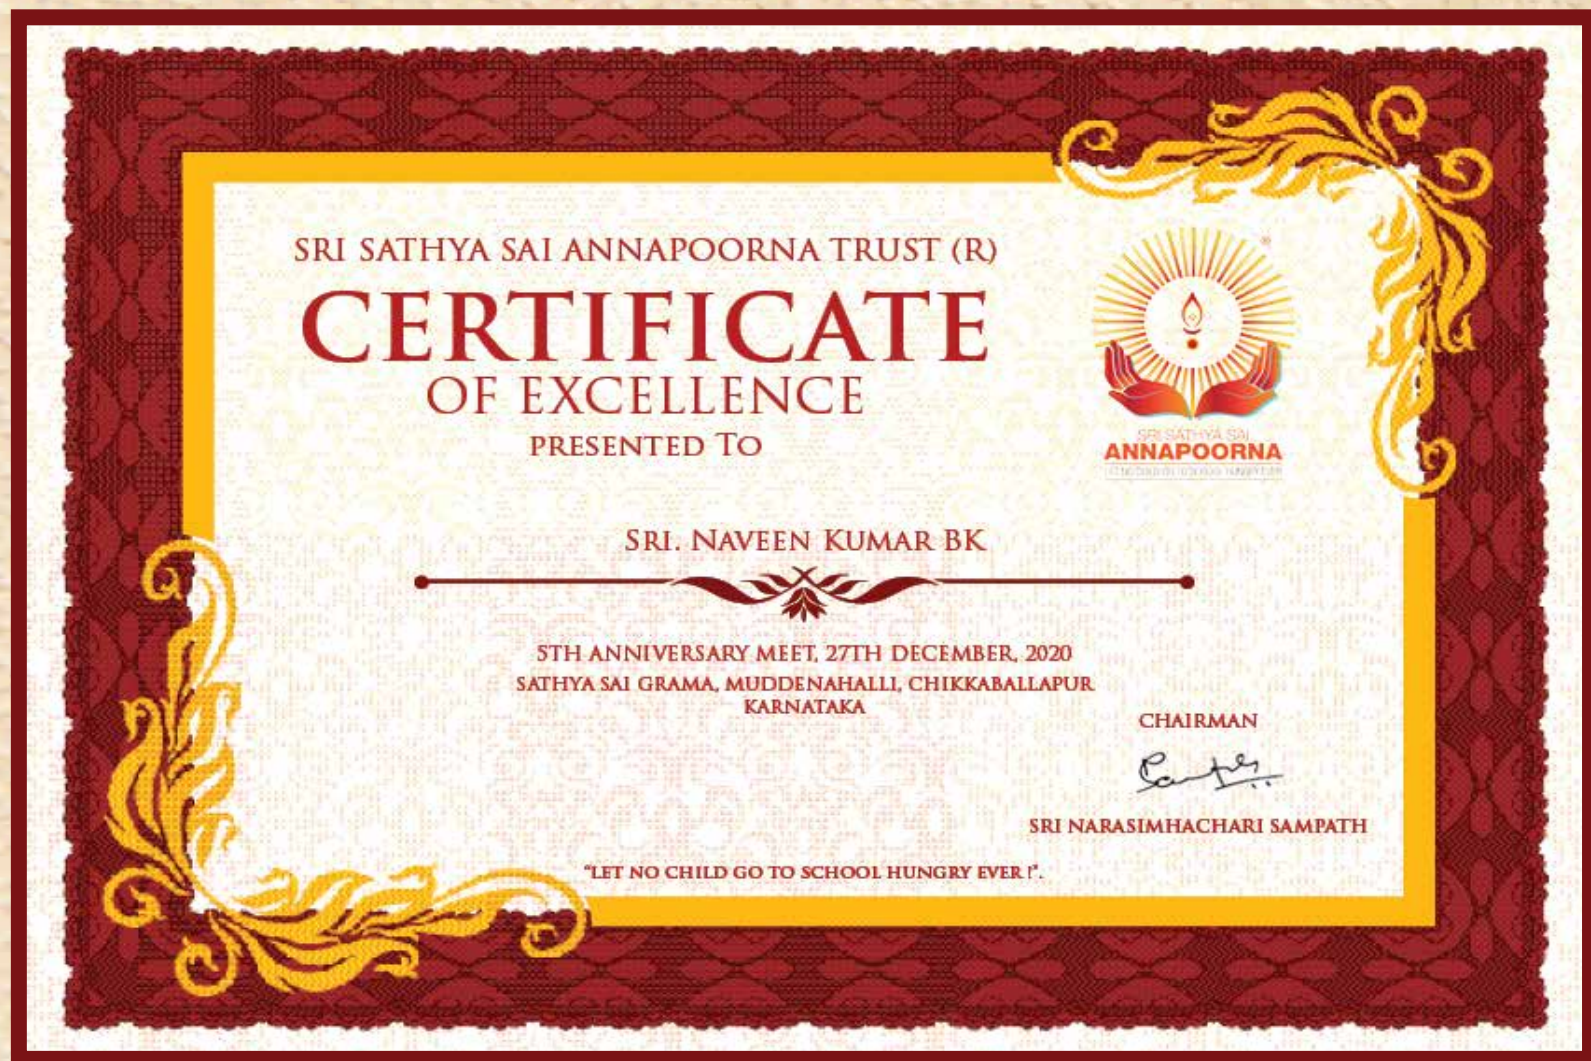 SRI SATHYA SAI ANNAPOORNA TRUST (R)
CERTIFICATE
OF EXCELLENCE
PRESENTED TO
®
SRI SATHYA SAI
ANNAPOORNA
SRI. NAVEEN KUMAR BK
5TH ANNIVERSARY MEET, 27TH DECEMBER, 2020
SATHYA SAI GRAMA, MUDDENAHALLI, CHIKKABALLAPUR
KARNATAKA
CHAIRMAN
SRI NARASIMHACHARI SAMPATH
"LET NO CHILD GO TO SCHOOL HUNGRY EVER !".